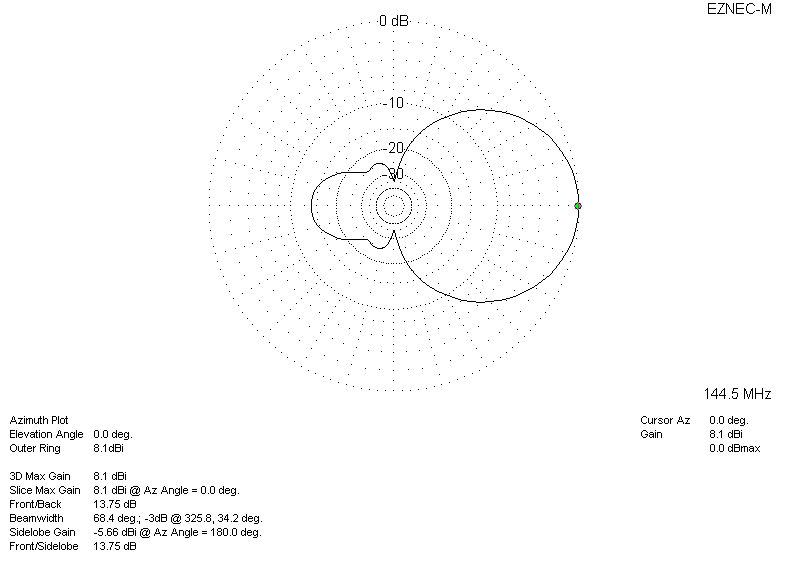 EZNEC-M
0 dB
-10
-20
-30
144.5 MHz
Azimuth Plot
Elevation Angle 0.0 deg.
Outer Ring 8.1dBi
Cursor Az 0.0 deg.
Gain 8.1 dBi
0.0 dBmax
3D Max Gain 8.1 dBi
Slice Max Gain 8.1 dBi @ Az Angle = 0.0 deg.
Front/Back 13.75 dB
Beamwidth 68.4 deg.; -3dB @ 325.8, 34.2 deg.
Sidelobe Gain -5.66 dBi @ Az Angle = 180.0 deg.
Front/Sidelobe 13.75 dB